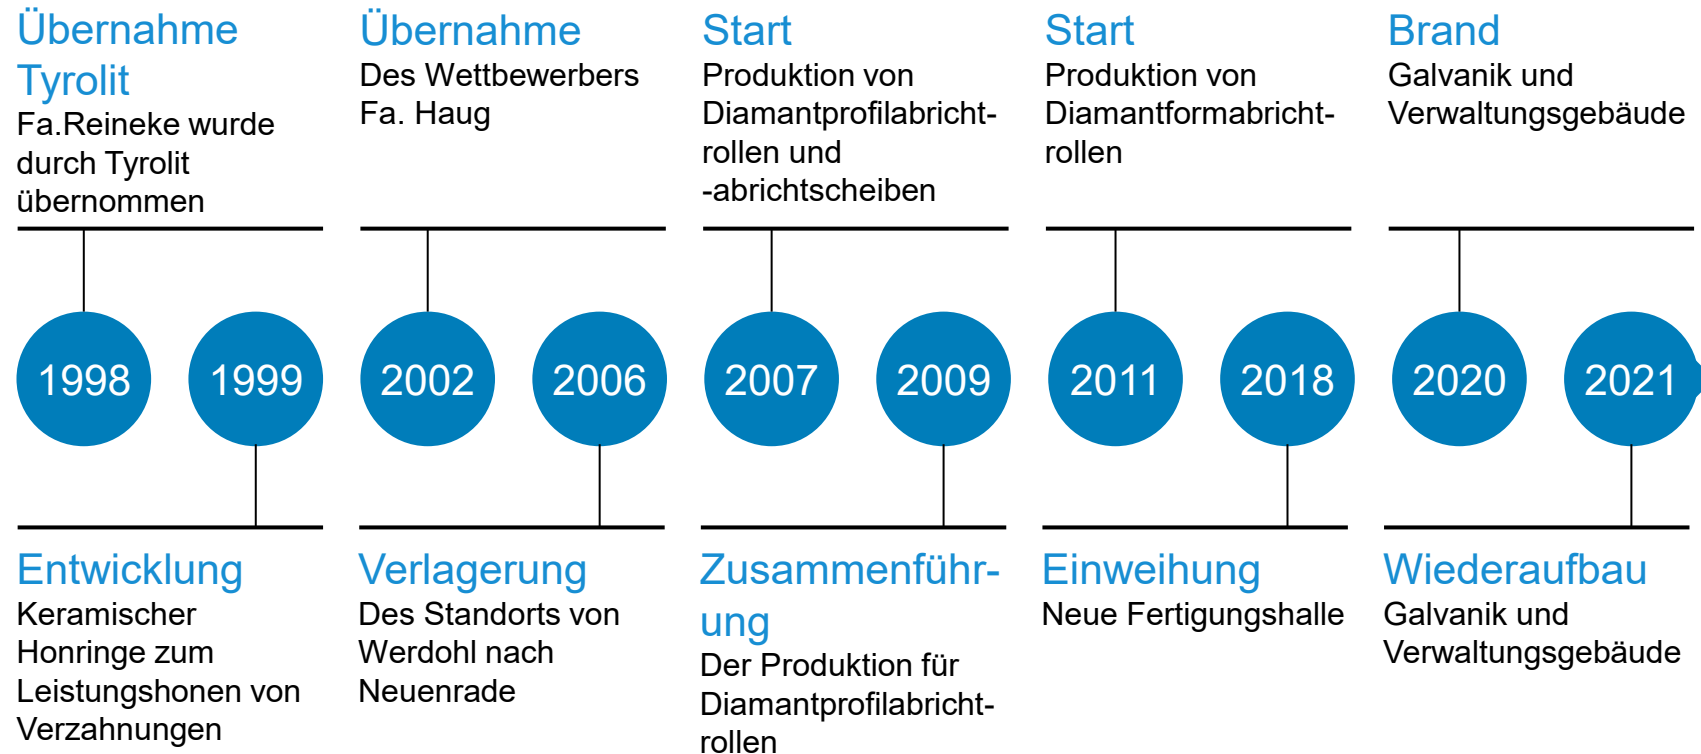 Übernahme
Tyrolit
Fa.Reineke wurde
durch Tyrolit
übernommen
Übernahme
Des Wettbewerbers
Fa. Haug
Start
Produktion von
Diamantprofilabricht-
rollen und
-abrichtscheiben
Start
Produktion von
Diamantformabricht-
rollen
Brand
Galvanik und
Verwaltungsgebäude
1998
1999
2002
2006
2007
2009
2011
2018
2020
2021
Entwicklung
Keramischer
Honringe zum
Leistungshonen von
Verzahnungen
Verlagerung
Des Standorts von
Werdohl nach
Neuenrade
Zusammenführ-
ung
Der Produktion für
Diamantprofilabricht-
rollen
Einweihung
Neue Fertigungshalle
Wiederaufbau
Galvanik und
Verwaltungsgebäude